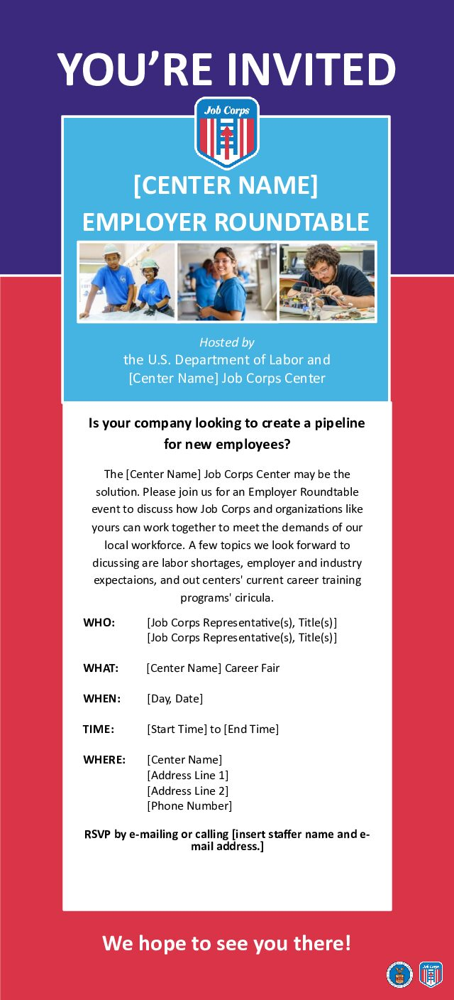 YOU’RE INVITED
Job Corps
[CENTER NAME]
EMPLOYER ROUNDTABLE
Hosted by
the U.S. Department of Labor and
[Center Name] Job Corps Center
Is your company looking to create a pipeline
for new employees?
The [Center Name] Job Corps Center may be the
solution. Please join us for an Employer Roundtable
event to discuss how Job Corps and organizations like
yours can work together to meet the demands of our
local workforce. A few topics we look forward to
dicussing are labor shortages, employer and industry
expectaions, and out centers' current career training
programs' ciricula.
WHO: [Job Corps Representative(s), Title(s)]
[Job Corps Representative(s), Title(s)]
WHAT: [Center Name] Career Fair
WHEN: [Day, Date]
TIME: [Start Time] to [End Time]
WHERE: [Center Name]
[Address Line 1]
[Address Line 2]
[Phone Number]
RSVP by e-mailing or calling [insert staffer name and e-
mail address.]
We hope to see you there!
Job Corps